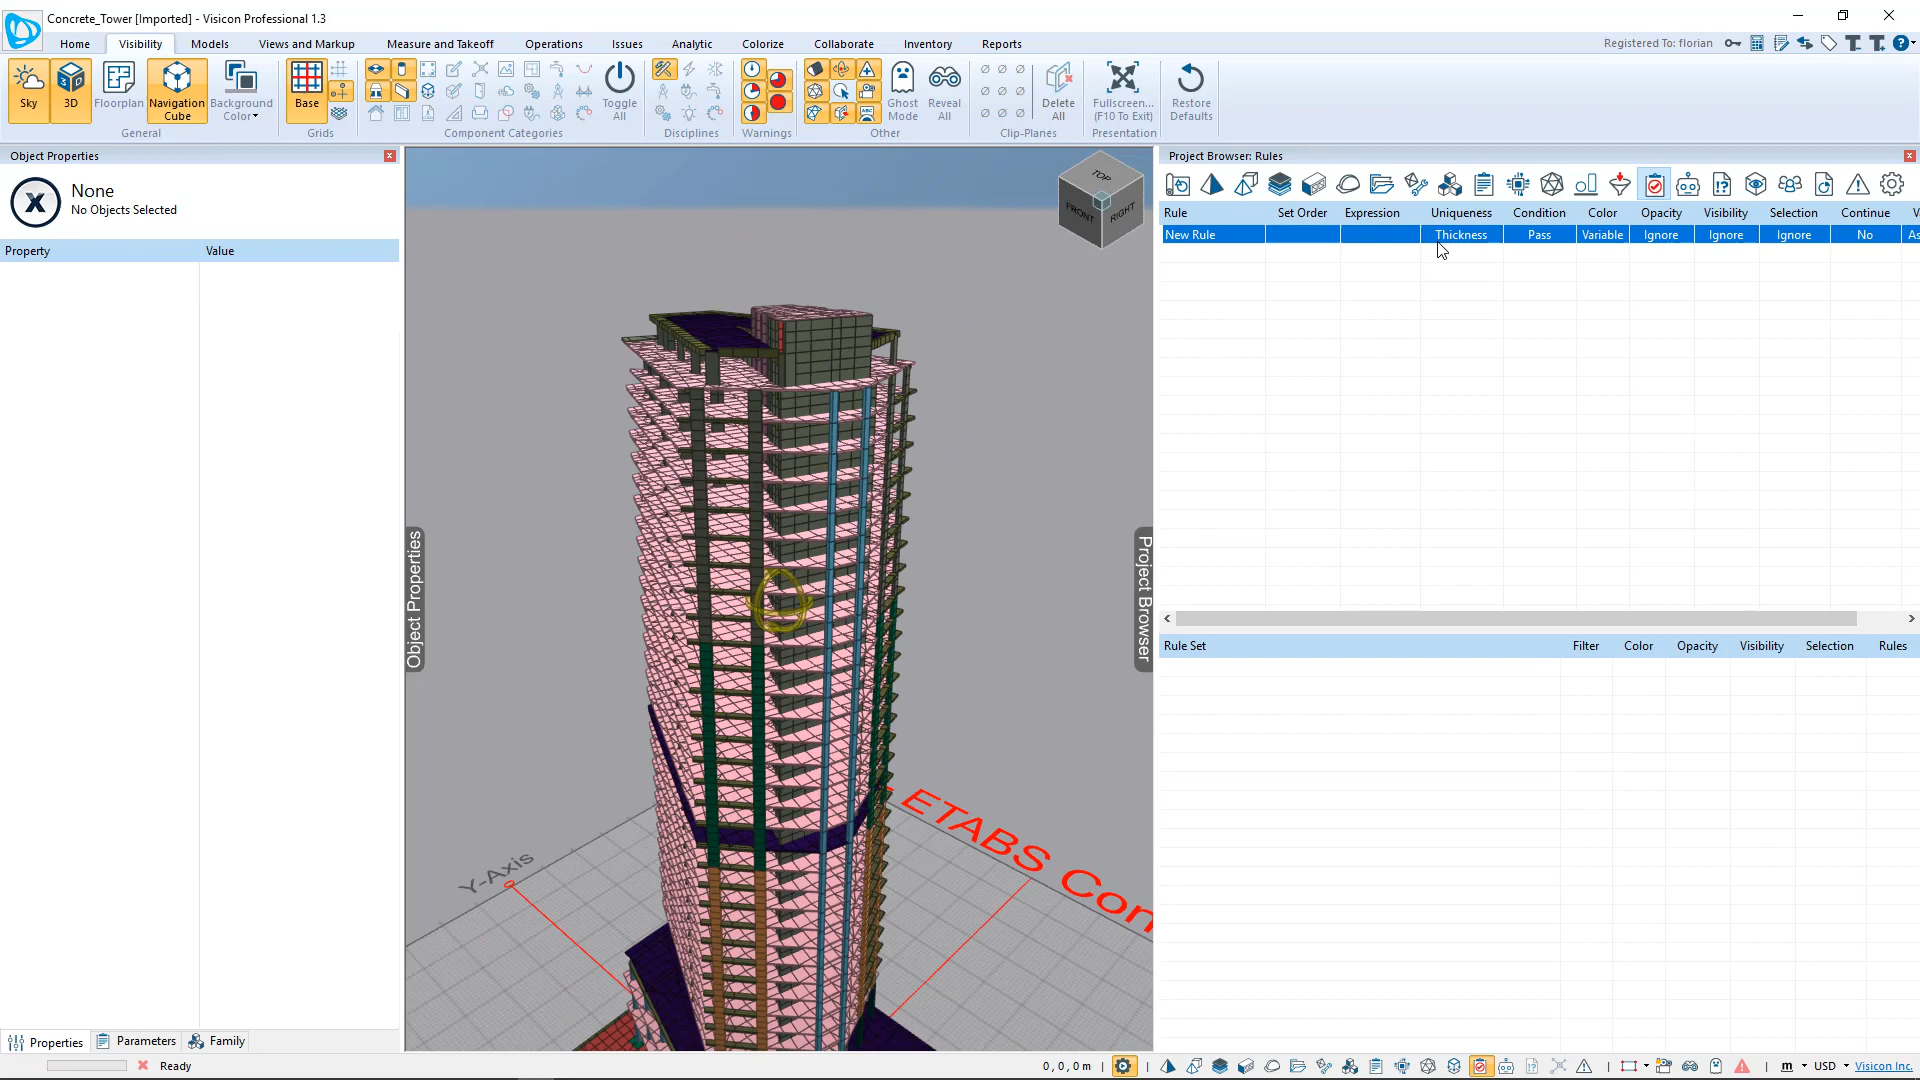 Concrete_Tower [Imported] - Visicon Professional 1.3
Home Visibility Models Views and Markup Measure and Takeoff Operations Issues Analytic Colorize Collaborate Inventory Reports Registered To: florian
Sky 3D Floorplan Navigation Cube Background Color Base Toggle All Ghost Mode Reveal All Delete All Fullscreen... (F10 To Exit) Restore Defaults
General Grids Component Categories Disciplines Warnings Other Clip-Planes Presentation
Object Properties
None
No Objects Selected
Property Value
TOP
FRONT RIGHT
Object Properties
Y-Axis
0
ETABS Con
Project Browser
Project Browser: Rules
Rule Set Order Expression Uniqueness Condition Color Opacity Visibility Selection Continue V
New Rule Thickness Pass Variable Ignore Ignore Ignore No As
Rule Set Filter Color Opacity Visibility Selection Rules
Properties Parameters Family
Ready 0 , 0 , 0 m m USD Visicon Inc.